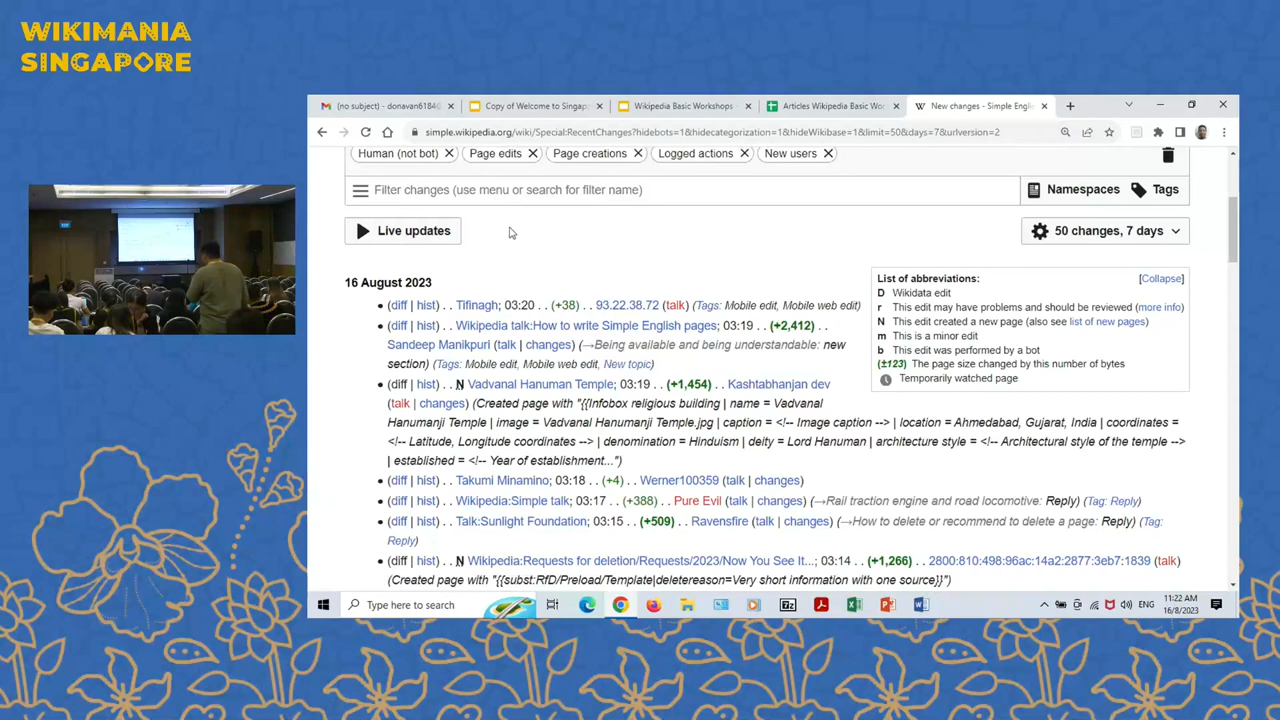 WIKIMANIA
SINGAPORE
(no subject) - donavan6184@
Copy of Welcome to Singap
Wikipedia Basic Workshops -
Articles Wikipedia Basic Wor
New changes - Simple Engli
simple.wikipedia.org/wiki/Special:RecentChanges?hidebots=1&hidecategorization=1&hideWikibase=1&limit=50&days=7&urlversion=2
Human (not bot) Page edits Page creations Logged actions New users
Filter changes (use menu or search for filter name) Namespaces Tags
Live updates 50 changes, 7 days
16 August 2023
List of abbreviations: [Collapse]
D Wikidata edit
r This edit may have problems and should be reviewed (more info)
N This edit created a new page (also see list of new pages)
m This is a minor edit
b This edit was performed by a bot
(±123) The page size changed by this number of bytes
Temporarily watched page
(diff | hist) . . Tifinagh; 03:20 . . (+38) . . 93.22.38.72 (talk) (Tags: Mobile edit, Mobile web edit)
(diff | hist) . . Wikipedia talk:How to write Simple English pages; 03:19 . . (+2,412) . .
Sandeep Manikpuri (talk | changes) (→Being available and being understandable: new
section) (Tags: Mobile edit, Mobile web edit, New topic)
(diff | hist) . . N Vadvanal Hanuman Temple; 03:19 . . (+1,454) . . Kashtabhanjan dev
(talk | changes) (Created page with "{{Infobox religious building | name = Vadvanal
Hanumanji Temple | image = Vadvanal Hanumanji Temple.jpg | caption = <!-- Image caption --> | location = Ahmedabad, Gujarat, India | coordinates =
<!-- Latitude, Longitude coordinates --> | denomination = Hinduism | deity = Lord Hanuman | architecture style = <!-- Architectural style of the temple -->
| established = <!-- Year of establishment...")
(diff | hist) . . Takumi Minamino; 03:18 . . (+4) . . Werner100359 (talk | changes)
(diff | hist) . . Wikipedia:Simple talk; 03:17 . . (+388) . . Pure Evil (talk | changes) (→Rail traction engine and road locomotive: Reply) (Tag: Reply)
(diff | hist) . . Talk:Sunlight Foundation; 03:15 . . (+509) . . Ravensfire (talk | changes) (→How to delete or recommend to delete a page: Reply) (Tag:
Reply)
(diff | hist) . . N Wikipedia:Requests for deletion/Requests/2023/Now You See It...; 03:14 . . (+1,266) . . 2800:810:498:96ac:14a2:2877:3eb7:1839 (talk)
(Created page with "{{subst:RfD/Preload/Template|deletereason=Very short information with one source}}")
Type here to search
ENG
11:22 AM
16/8/2023